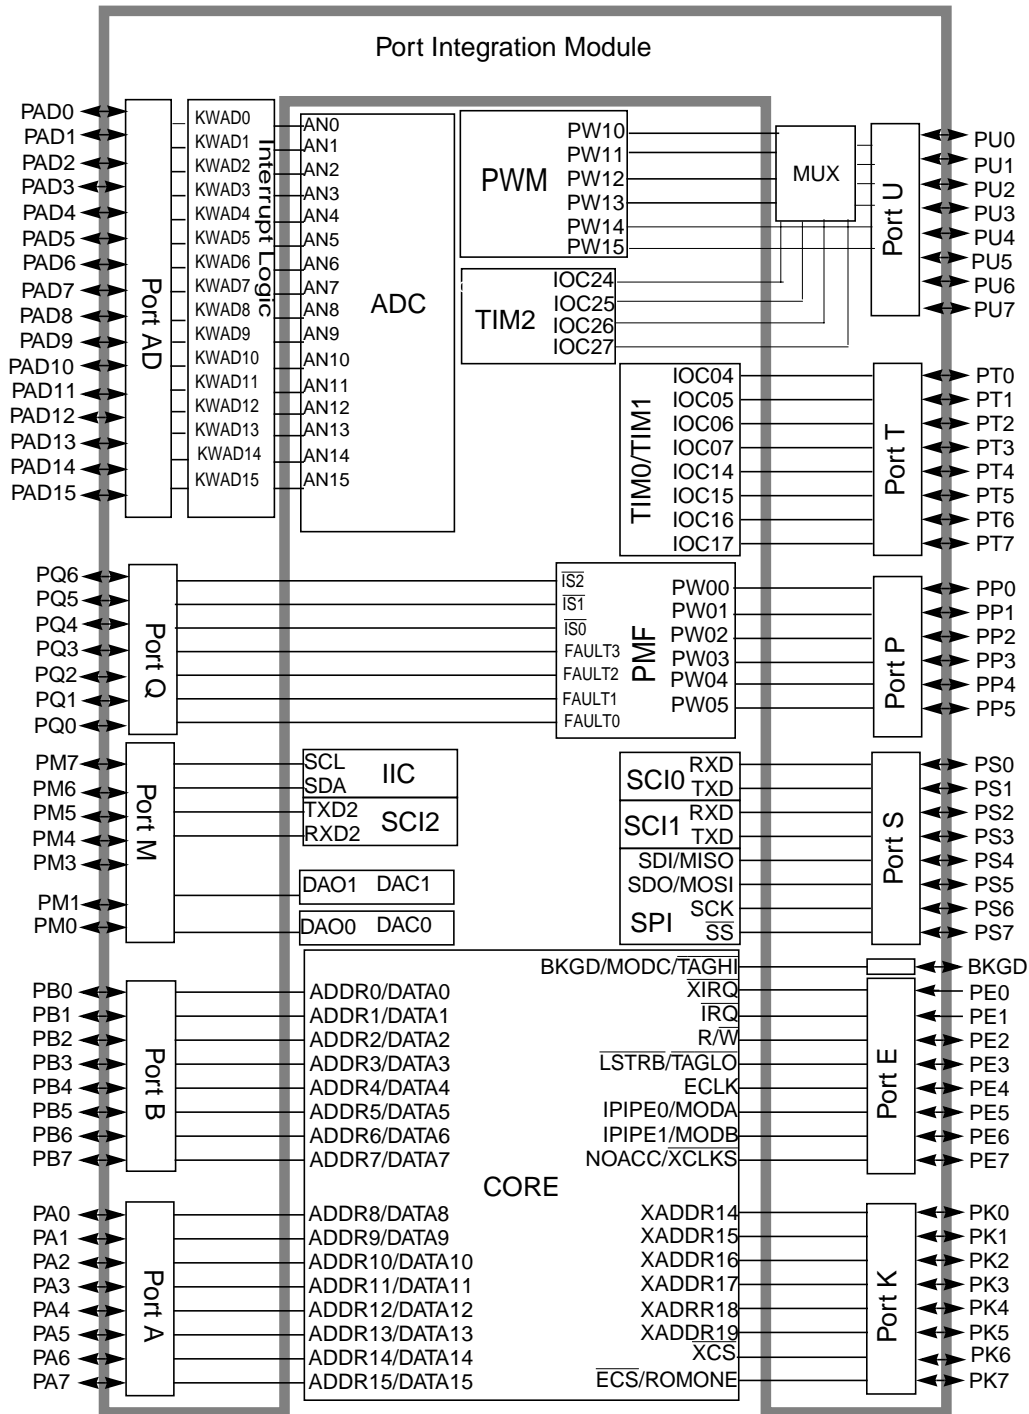 Port Integration Module
PAD0
PAD1
PAD2
PAD3
PAD4
PAD5
PAD6
PAD7
PAD8
PAD9
PAD10
PAD11
PAD12
PAD13
PAD14
PAD15
Port AD
KWAD0
KWAD1
KWAD2
KWAD3
KWAD4
KWAD5
KWAD6
KWAD7
KWAD8
KWAD9
KWAD10
KWAD11
KWAD12
KWAD13
KWAD14
KWAD15
Interrupt Logic
AN0
AN1
AN2
AN3
AN4
AN5
AN6
AN7
AN8
AN9
AN10
AN11
AN12
AN13
AN14
AN15
ADC
PWM
PW10
PW11
PW12
PW13
PW14
PW15
MUX
Port U
PU0
PU1
PU2
PU3
PU4
PU5
PU6
PU7
TIM2
IOC24
IOC25
IOC26
IOC27
TIM0/TIM1
IOC04
IOC05
IOC06
IOC07
IOC14
IOC15
IOC16
IOC17
Port T
PT0
PT1
PT2
PT3
PT4
PT5
PT6
PT7
PQ6
PQ5
PQ4
PQ3
PQ2
PQ1
PQ0
Port Q
IS2
IS1
IS0
FAULT3
FAULT2
FAULT1
FAULT0
PMF
PW00
PW01
PW02
PW03
PW04
PW05
Port P
PP0
PP1
PP2
PP3
PP4
PP5
PM7
PM6
PM5
PM4
PM3
PM1
PM0
Port M
SCL
SDA
IIC
TXD2
RXD2
SCI2
DAO1 DAC1
DAO0 DAC0
SCI0
RXD
TXD
SCI1
RXD
TXD
SDI/MISO
SDO/MOSI
SCK
SPI
SS
Port S
PS0
PS1
PS2
PS3
PS4
PS5
PS6
PS7
PB0
PB1
PB2
PB3
PB4
PB5
PB6
PB7
Port B
ADDR0/DATA0
ADDR1/DATA1
ADDR2/DATA2
ADDR3/DATA3
ADDR4/DATA4
ADDR5/DATA5
ADDR6/DATA6
ADDR7/DATA7
CORE
BKGD/MODC/TAGHI
XIRQ
IRQ
R/W
LSTRB/TAGLO
ECLK
IPIPE0/MODA
IPIPE1/MODB
NOACC/XCLKS
Port E
BKGD
PE0
PE1
PE2
PE3
PE4
PE5
PE6
PE7
PA0
PA1
PA2
PA3
PA4
PA5
PA6
PA7
Port A
ADDR8/DATA8
ADDR9/DATA9
ADDR10/DATA10
ADDR11/DATA11
ADDR12/DATA12
ADDR13/DATA13
ADDR14/DATA14
ADDR15/DATA15
XADDR14
XADDR15
XADDR16
XADDR17
XADRR18
XADDR19
XCS
ECS/ROMONE
Port K
PK0
PK1
PK2
PK3
PK4
PK5
PK6
PK7